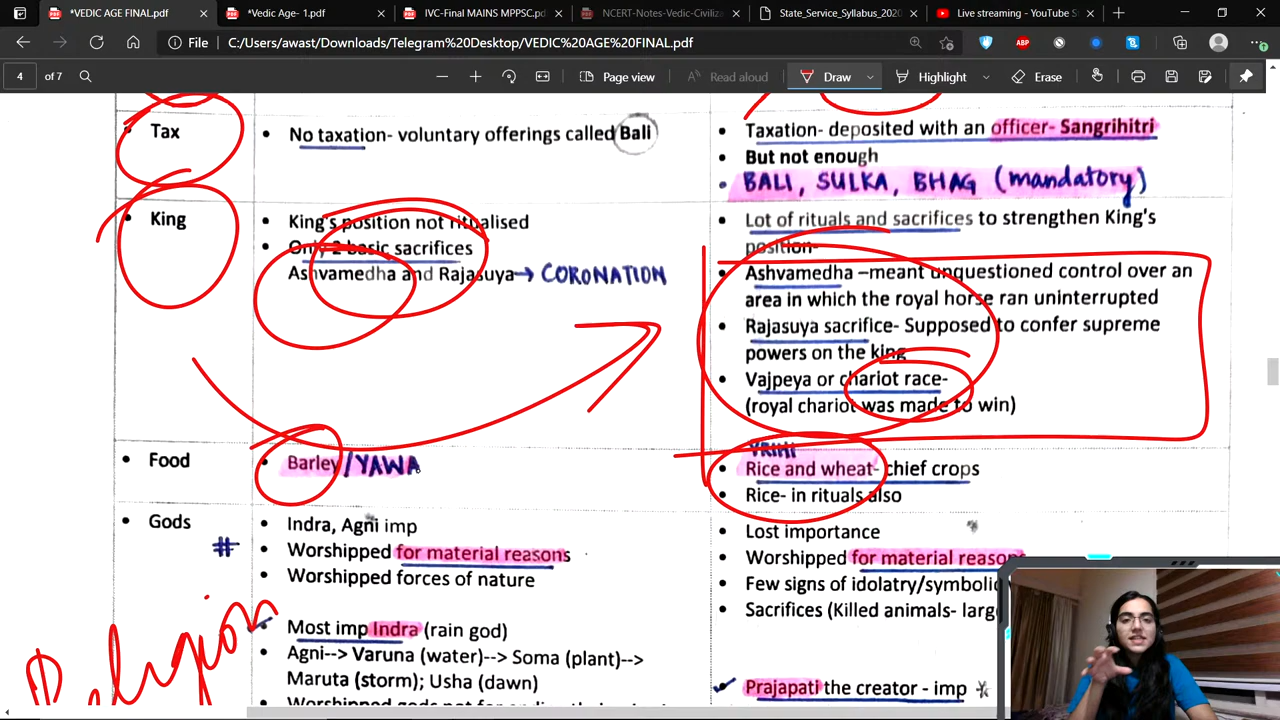 *VEDIC AGE FINAL.pdf
*Vedic Age- 1.pdf
IVC-Final MAINS MPPSC.pd
NCERT-Notes-Vedic-Civiliza
State_Service_Syllabus_2020
Live streaming - YouTube St
File
C:/Users/awast/Downloads/Telegram%20Desktop/VEDIC%20AGE%20FINAL.pdf
4 of 7
Page view
Read aloud
Draw
Highlight
Erase
Tax
No taxation- voluntary offerings called Bali
Taxation- deposited with an officer- Sangrihitri
But not enough
BALI, SULKA, BHAG (mandatory)
King
King's position not ritualised
Only 2 basic sacrifices
Ashvamedha and Rajasuya → CORONATION
Lot of rituals and sacrifices to strengthen King's
position-
Ashvamedha –meant unquestioned control over an
area in which the royal horse ran uninterrupted
Rajasuya sacrifice- Supposed to confer supreme
powers on the king
Vajpeya or chariot race-
(royal chariot was made to win)
Food
Barley/YAWA
VRIHI
Rice and wheat- chief crops
Rice- in rituals also
Gods
#
Indra, Agni imp
Worshipped for material reasons
Worshipped forces of nature
Most imp Indra (rain god)
Agni--> Varuna (water)--> Soma (plant)-->
Maruta (storm); Usha (dawn)
Lost importance
Worshipped for material reasons
Few signs of idolatry/symbolic
Sacrifices (Killed animals- larg
Prajapati the creator - imp
Religion